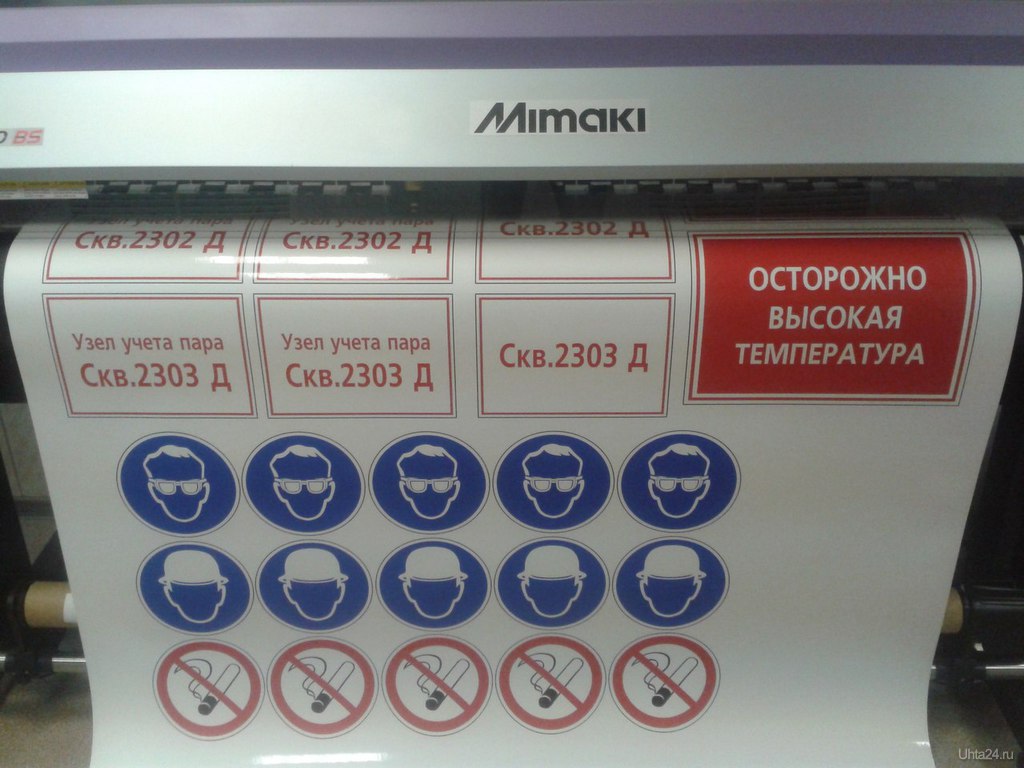 Mimaki
BS
Узел учета пара
Скв.2302 Д
Узел учета пара
Скв.2302 Д
Скв.2302 Д
Узел учета пара
Скв.2303 Д
Узел учета пара
Скв.2303 Д
Скв.2303 Д
ОСТОРОЖНО
ВЫСОКАЯ
ТЕМПЕРАТУРА
Uhta24.ru